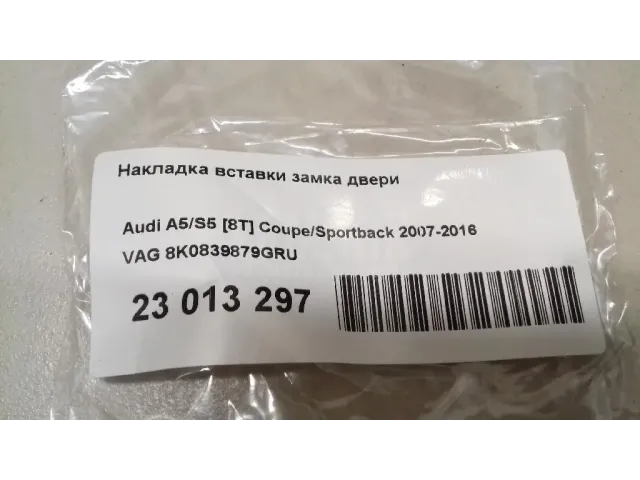 Накладка вставки замка двери
Audi A5/S5 [8T] Coupe/Sportback 2007-2016
VAG 8K0839879GRU
23 013 297